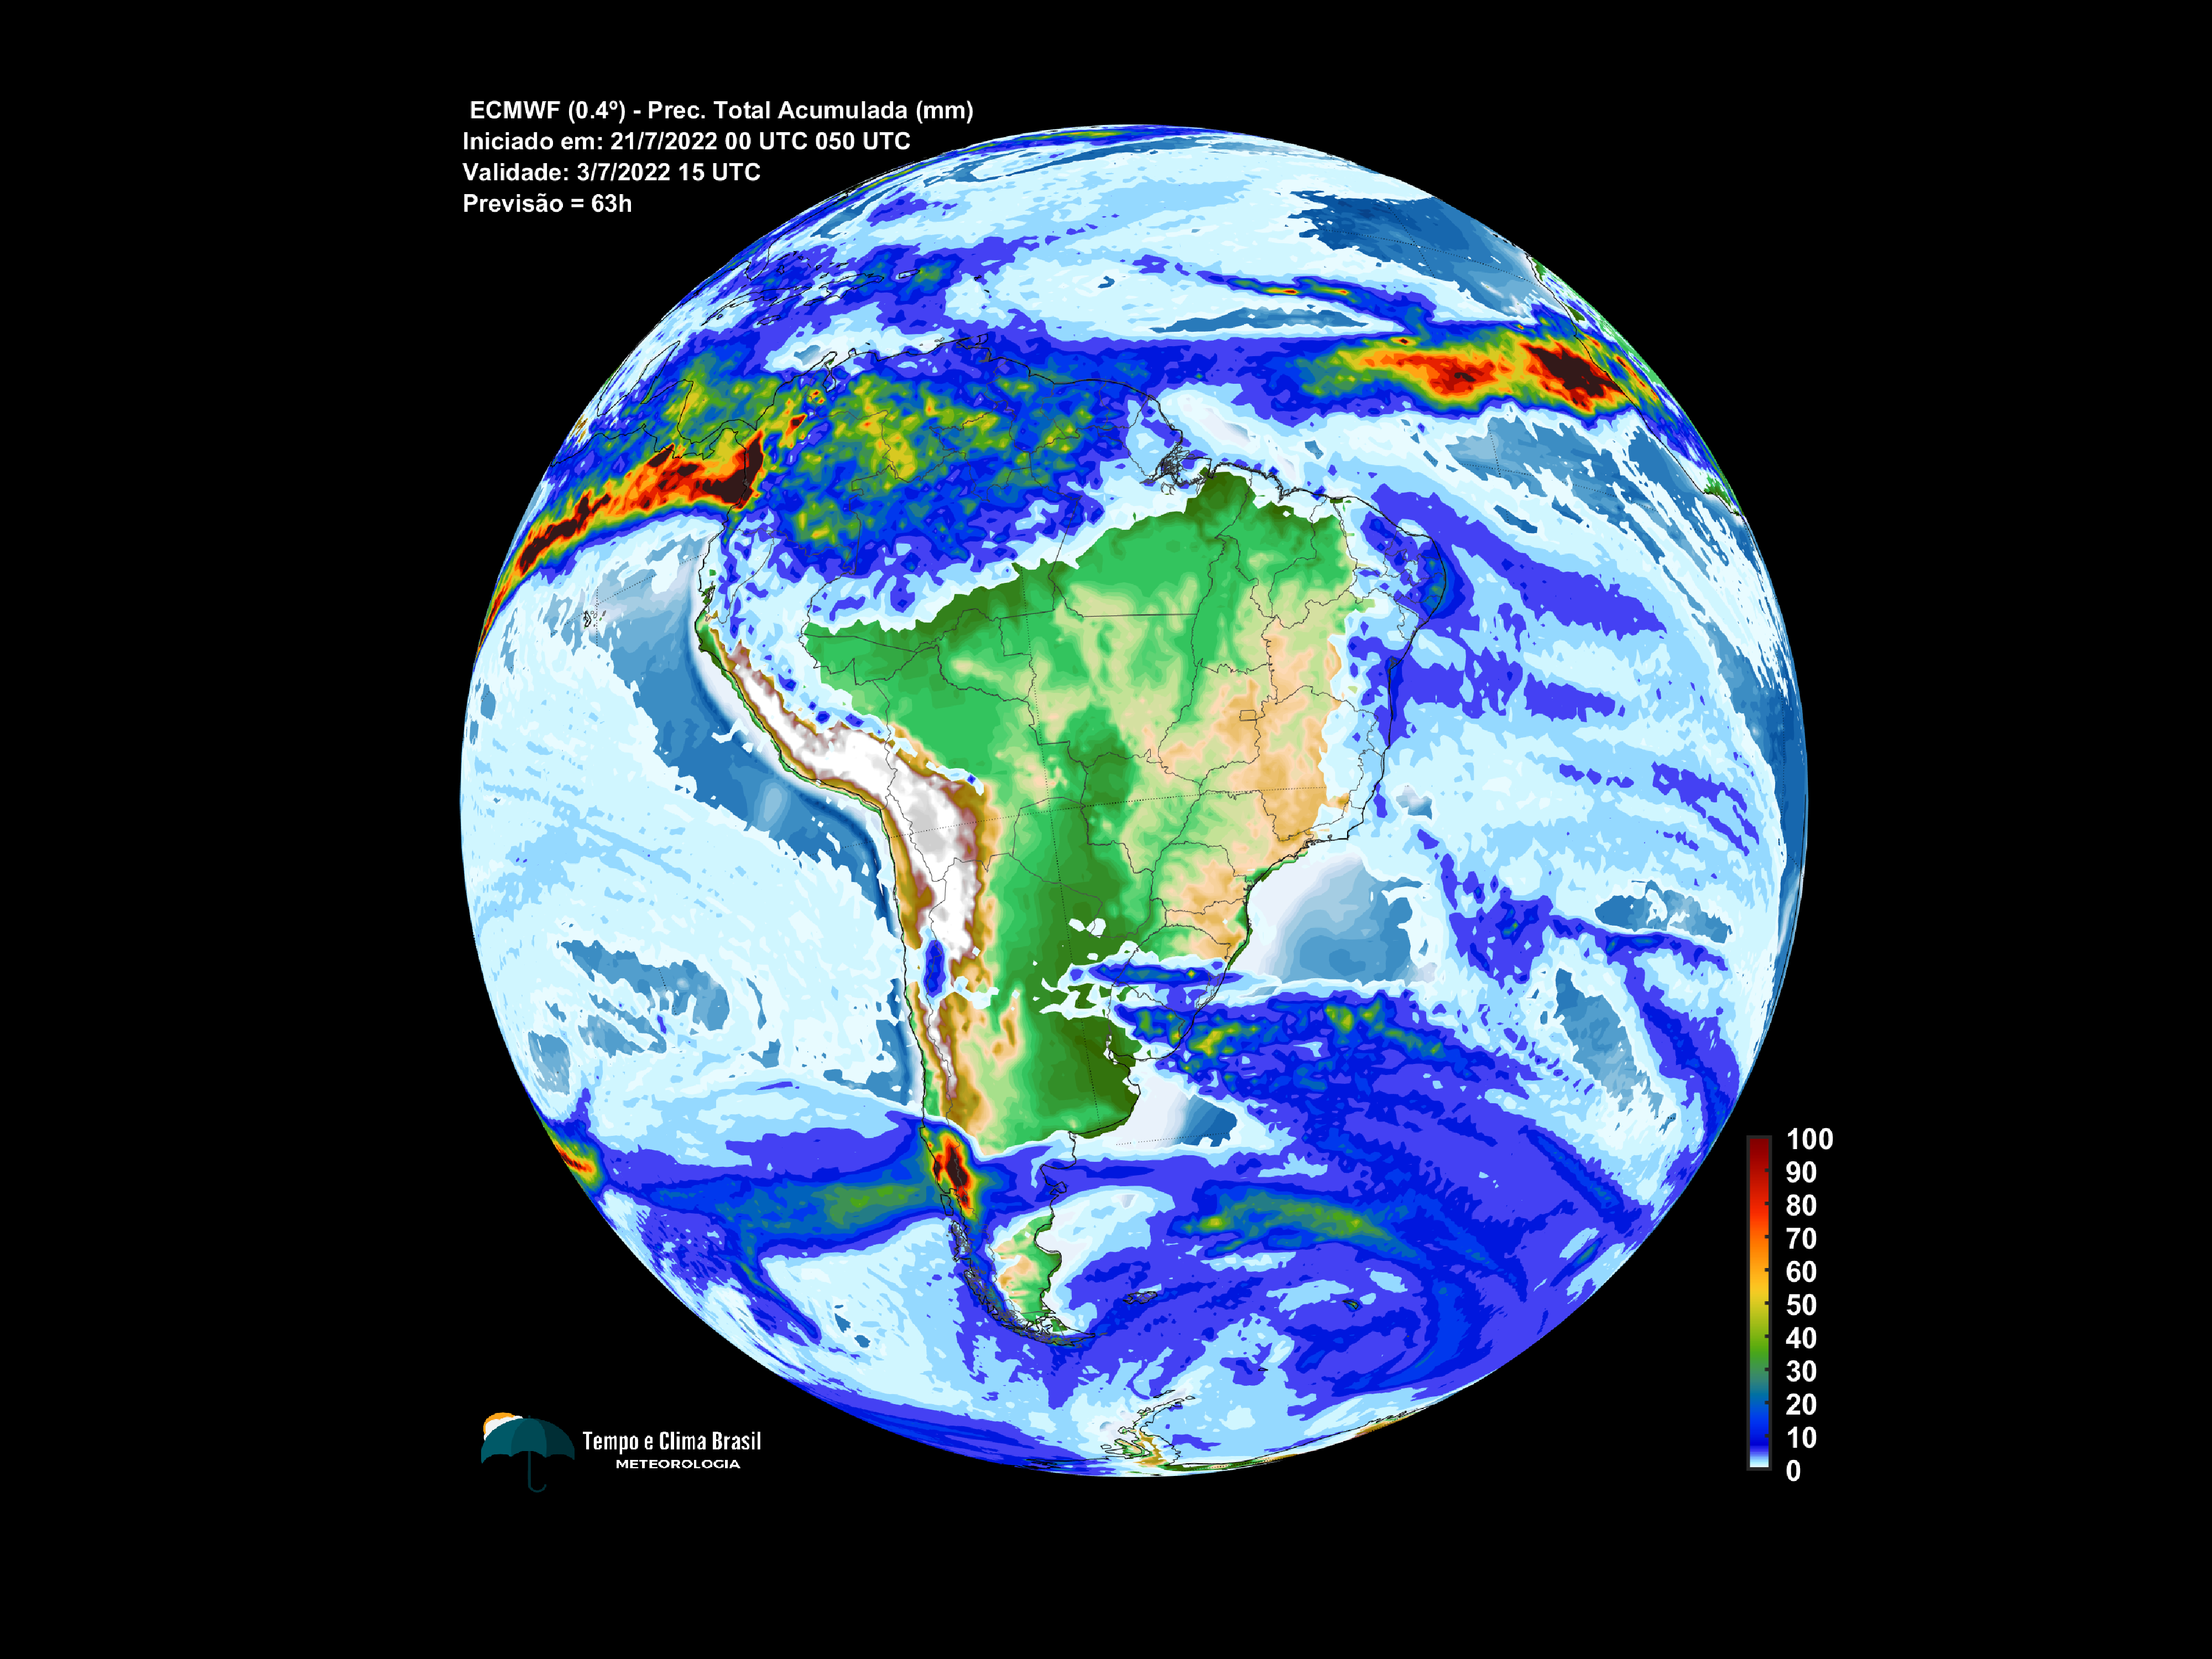 ECMWF (0.4º) - Prec. Total Acumulada (mm)
Iniciado em: 21/7/2022 00 UTC 050 UTC
Validade: 3/7/2022 15 UTC
Previsão = 63h
100
90
80
70
60
50
40
30
20
10
0
Tempo e Clima Brasil
METEOROLOGIA